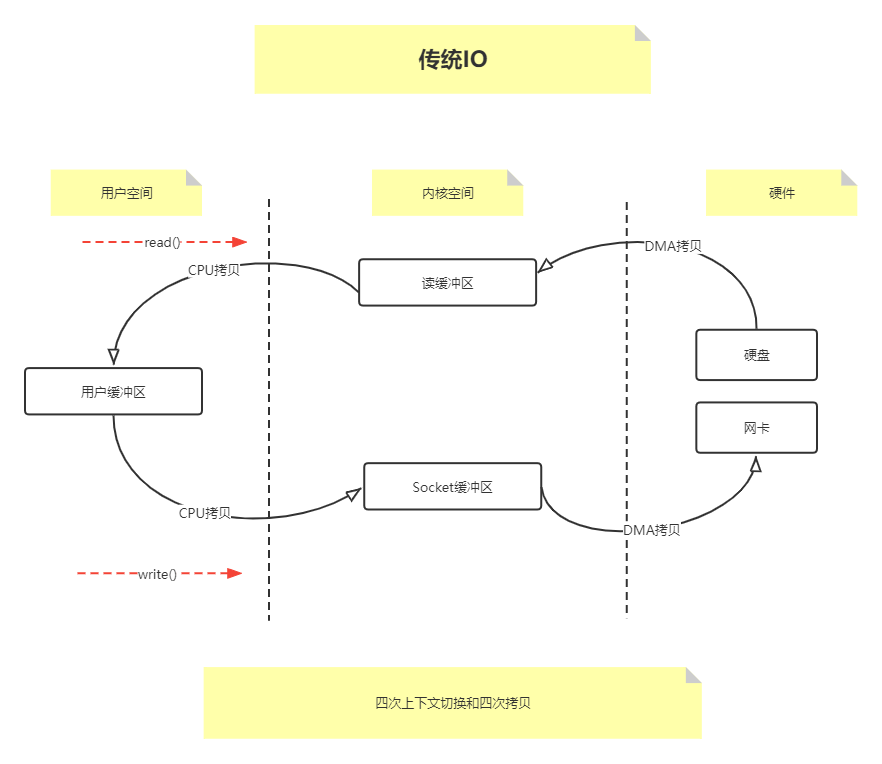 传统IO
用户空间
内核空间
硬件
read()
DMA拷贝
CPU拷贝
读缓冲区
硬盘
用户缓冲区
网卡
Socket缓冲区
CPU拷贝
DMA拷贝
write()
四次上下文切换和四次拷贝